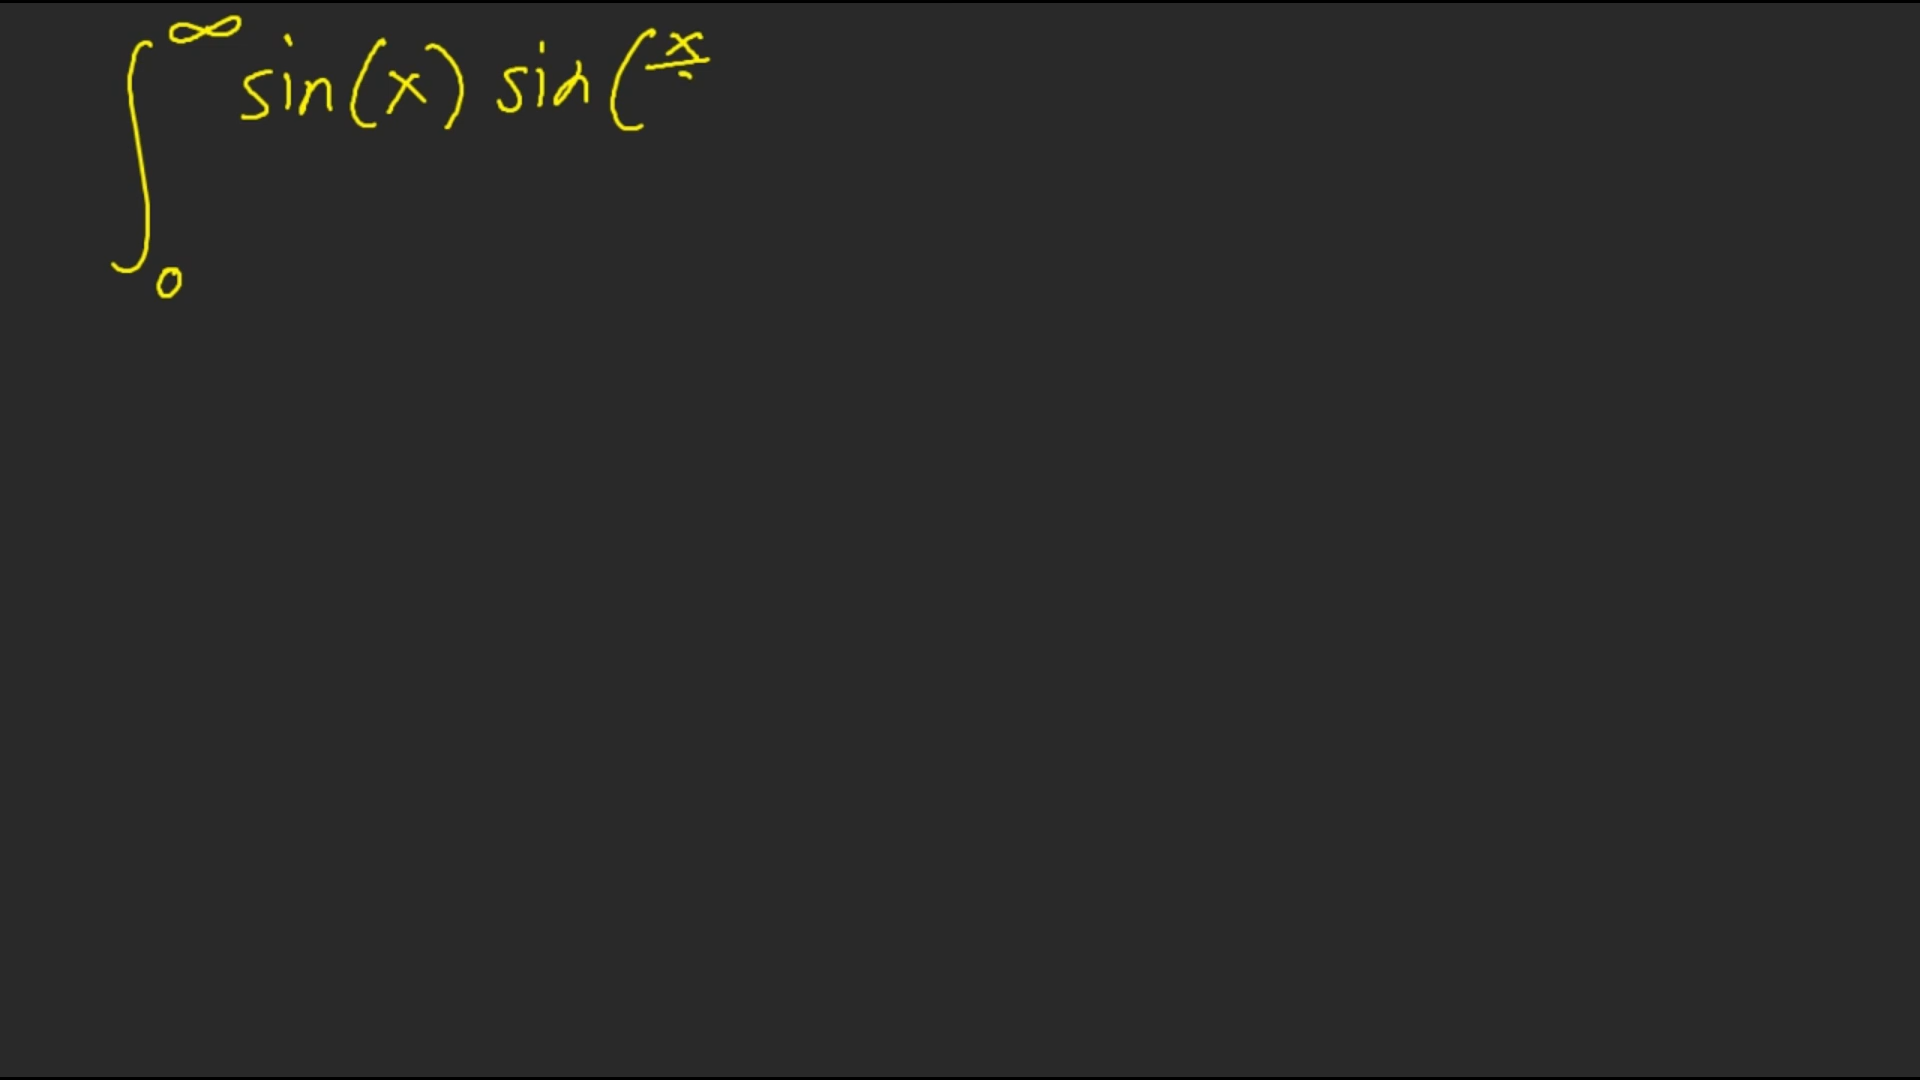 ∫₀^∞ sin(x) sin(x/